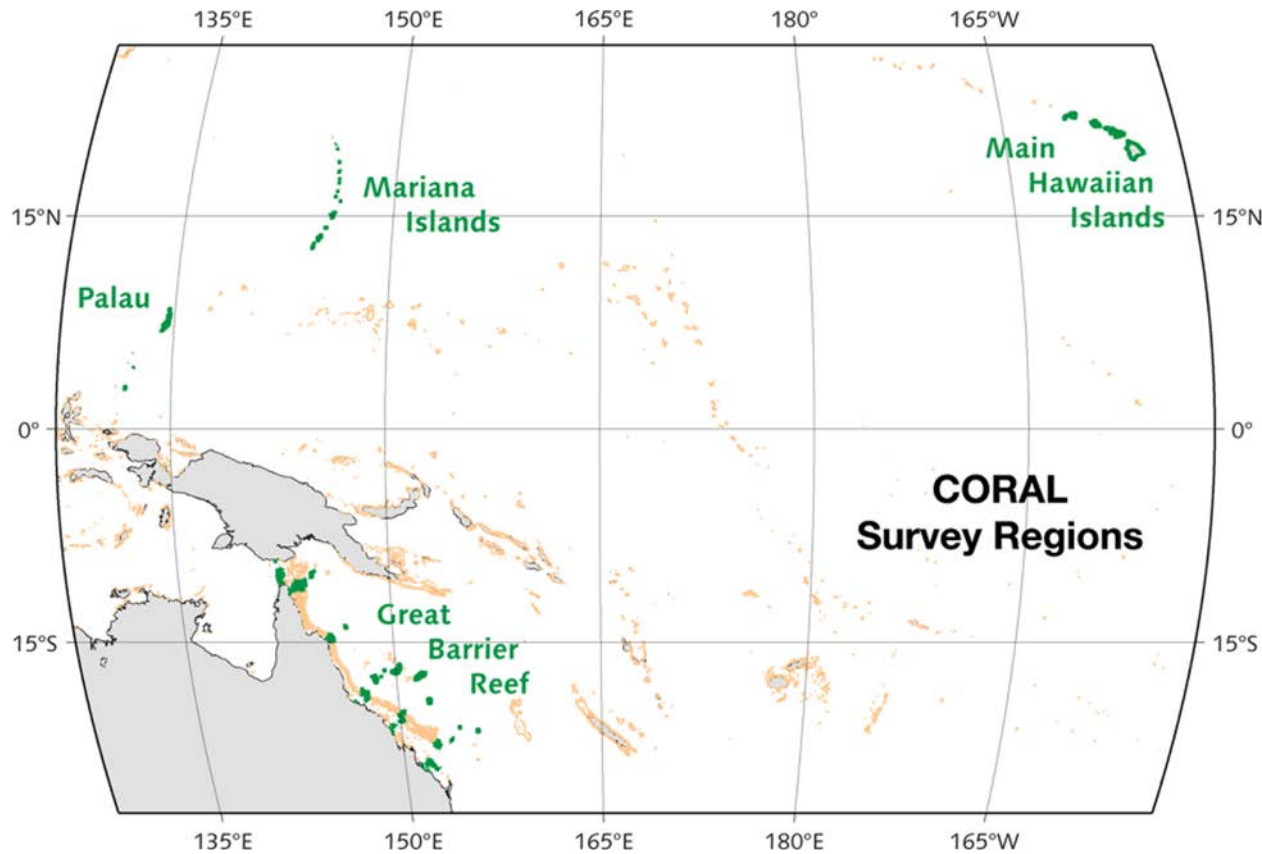 135°E 150°E 165°E 180° 165°W
Main
Hawaiian
Islands
Mariana
Islands
15°N 15°N
Palau
0° 0°
CORAL
Survey Regions
Great
Barrier
Reef
15°S 15°S
135°E 150°E 165°E 180°E 165°W